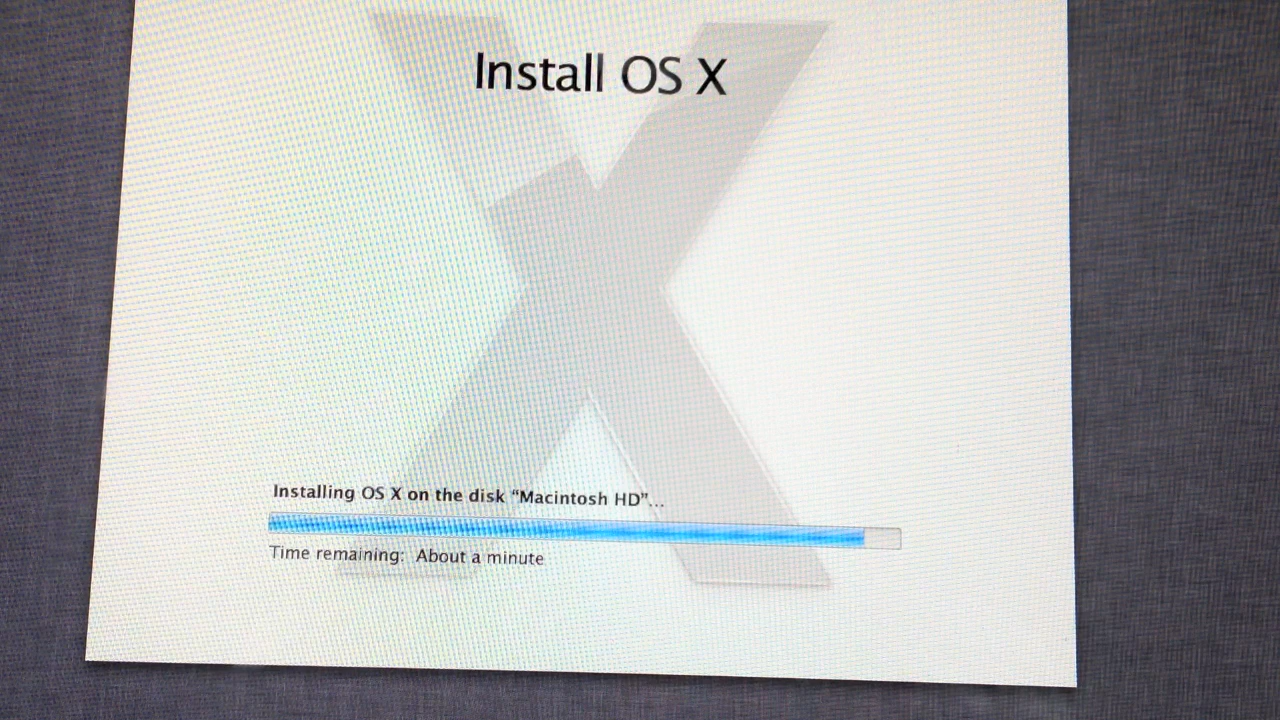 Install OS X
Installing OS X on the disk “Macintosh HD”...
Time remaining: About a minute